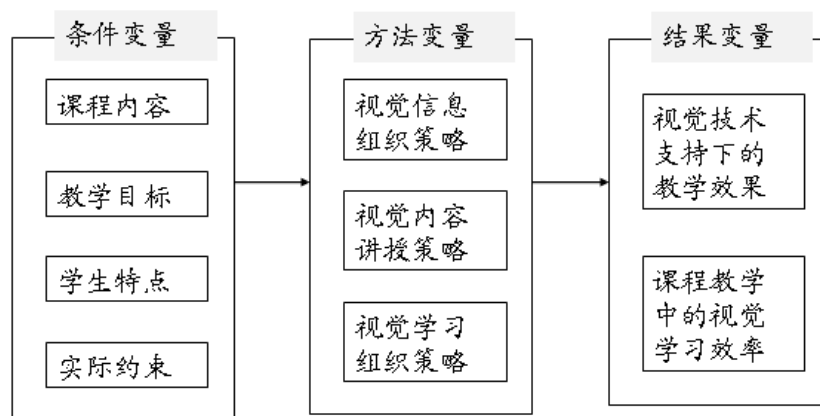 条件变量
课程内容
教学目标
学生特点
实际约束
方法变量
视觉信息
组织策略
视觉内容
讲授策略
视觉学习
组织策略
结果变量
视觉技术
支持下的
教学效果
课程教学
中的视觉
学习效率